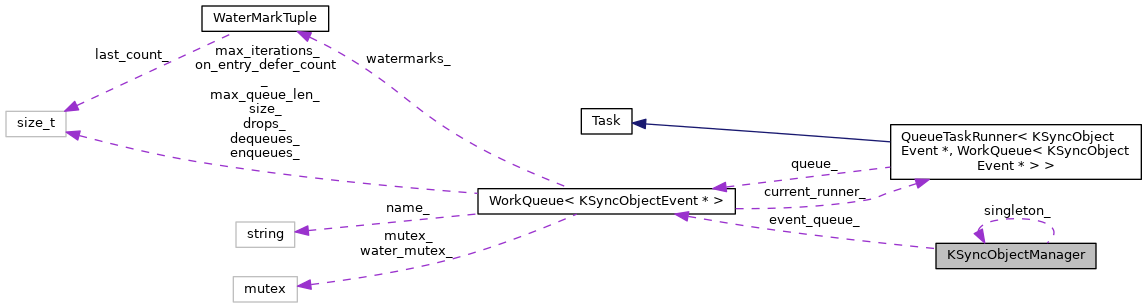 WaterMarkTuple
last_count_
max_iterations_
on_entry_defer_count
_
max_queue_len_
size_
drops_
dequeues_
enqueues_
watermarks_
size_t
Task
QueueTaskRunner< KSyncObject
Event *, WorkQueue< KSyncObject
Event * > >
queue_
current_runner_
WorkQueue< KSyncObjectEvent * >
name_
string
event_queue_
singleton_
mutex_
water_mutex_
KSyncObjectManager
mutex